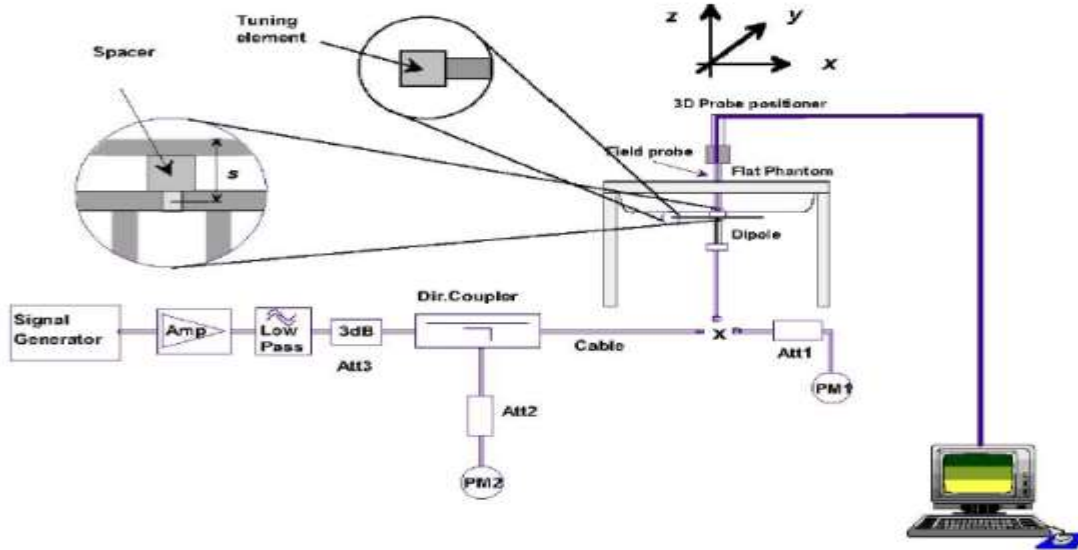 Tuning
element
Spacer
s
z
y
x
3D Probe positioner
Field probe
Flat Phantom
Dipole
Dir.Coupler
Signal
Generator
Amp
Low
Pass
3dB
Att3
Cable
X
Att1
PM1
Att2
PM2